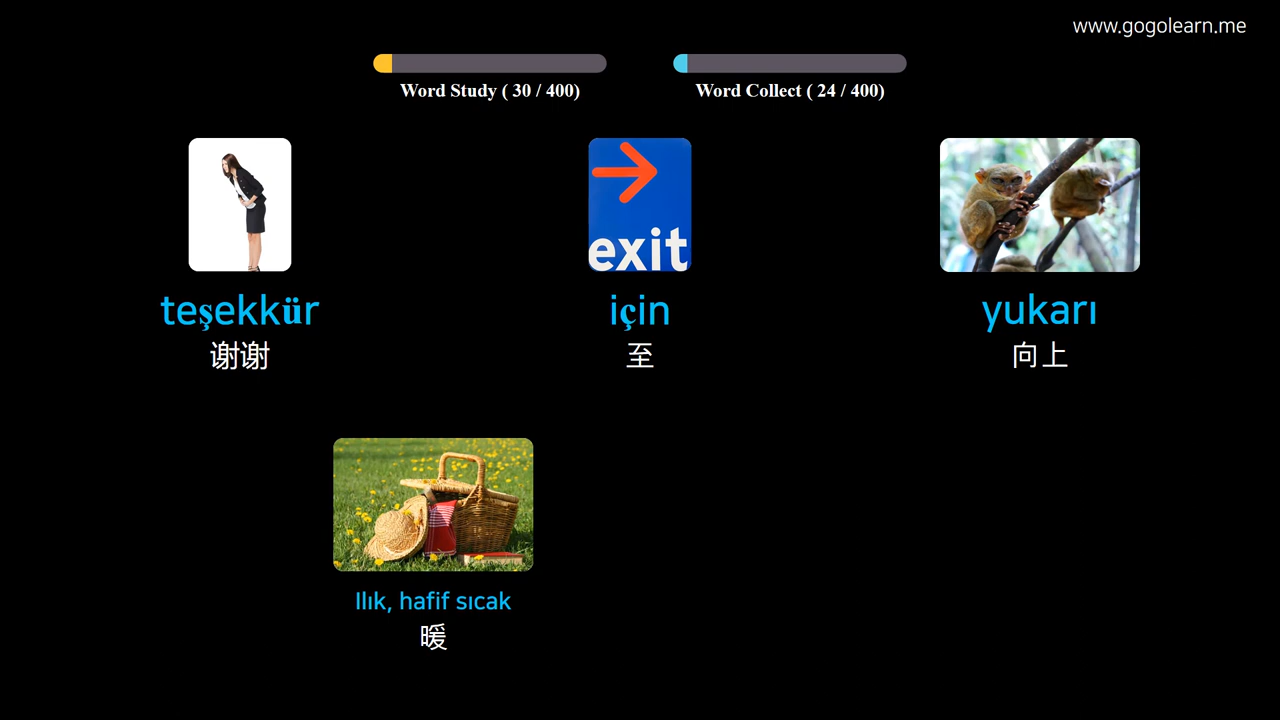 www.gogolearn.me
Word Study ( 30 / 400)
Word Collect ( 24 / 400)
exit
teşekkür
için
yukarı
谢谢
至
向上
Ilık, hafif sıcak
暖